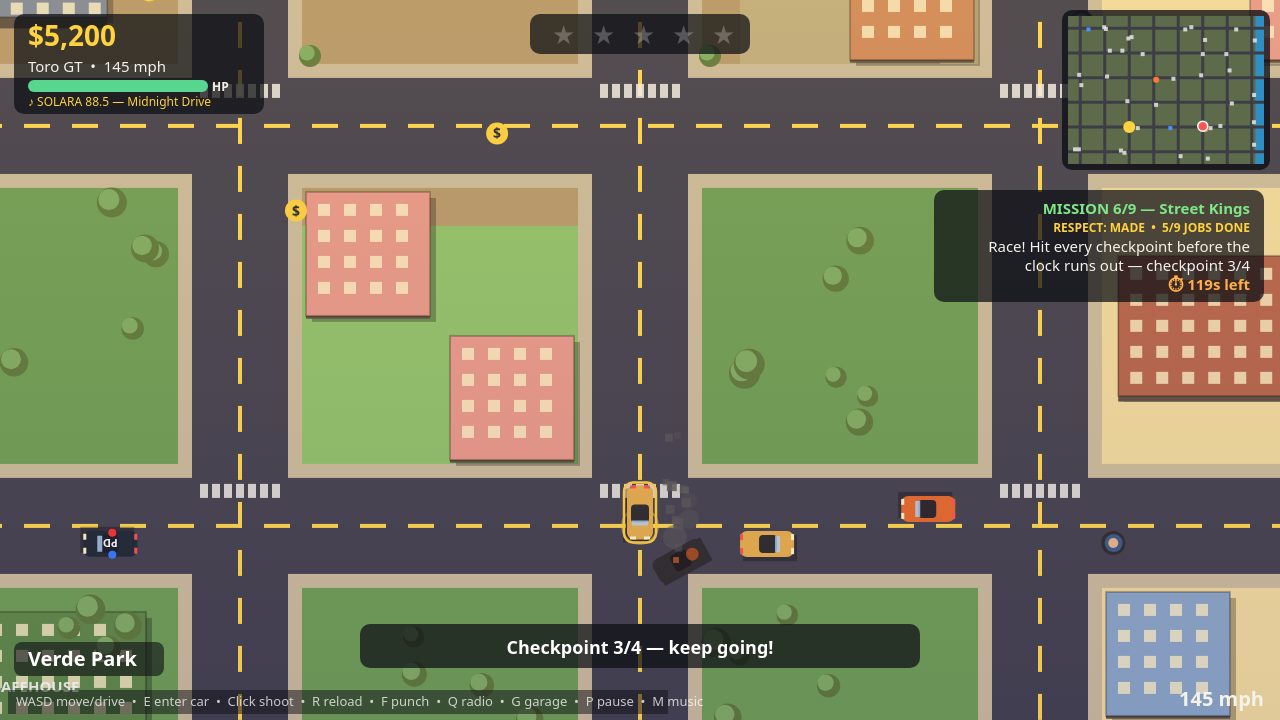 $5,200
Toro GT • 145 mph
HP
♪ SOLARA 88.5 — Midnight Drive
★ ★ ★ ★ ★
$
$
MISSION 6/9 — Street Kings
RESPECT: MADE • 5/9 JOBS DONE
Race! Hit every checkpoint before the
clock runs out — checkpoint 3/4
⏱ 119s left
PD
Checkpoint 3/4 — keep going!
Verde Park
AFEHOUSE
WASD move/drive • E enter car • Click shoot • R reload • F punch • Q radio • G garage • P pause • M music
145 mph